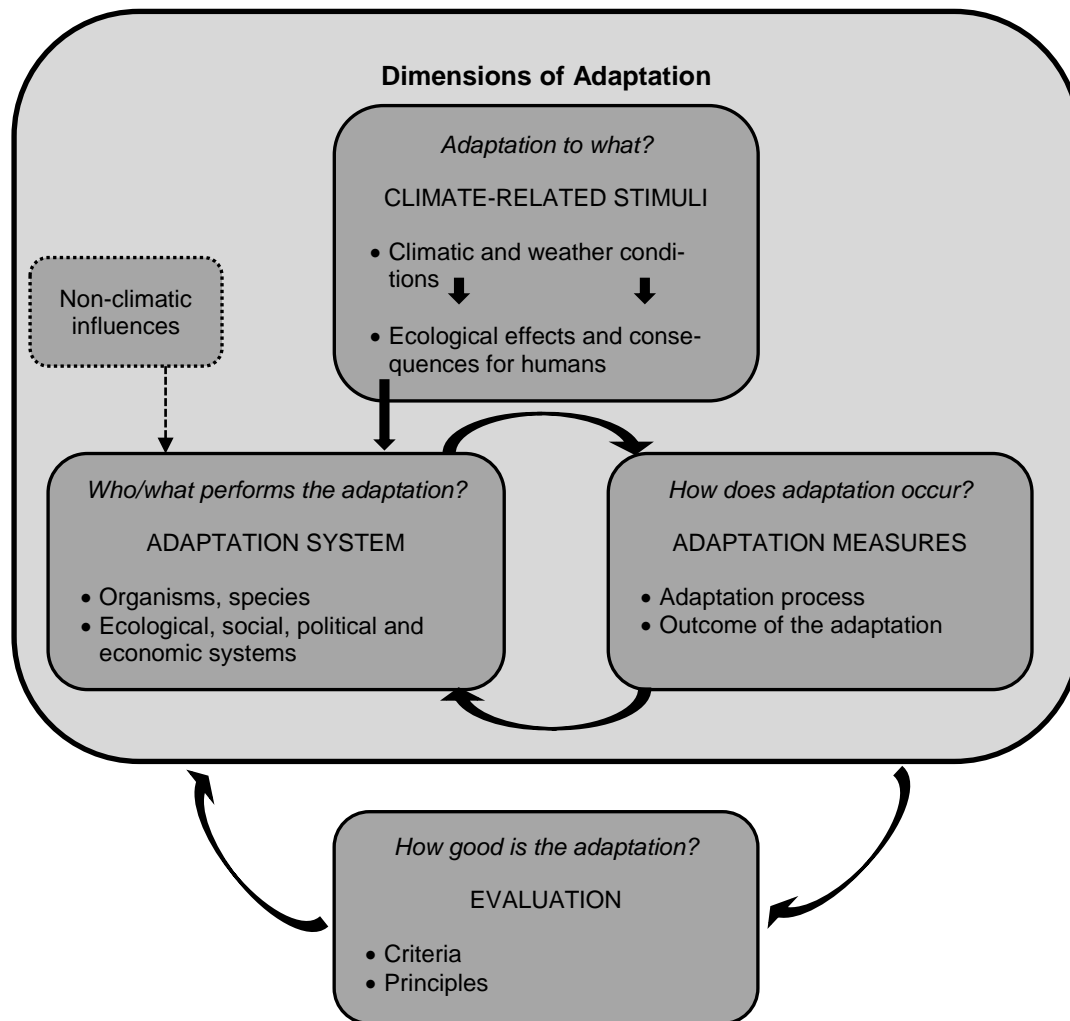 Dimensions of Adaptation
Adaptation to what?
CLIMATE-RELATED STIMULI
• Climatic and weather condi-
tions
• Ecological effects and conse-
quences for humans
Non-climatic
influences
Who/what performs the adaptation?
ADAPTATION SYSTEM
• Organisms, species
• Ecological, social, political and
economic systems
How does adaptation occur?
ADAPTATION MEASURES
• Adaptation process
• Outcome of the adaptation
How good is the adaptation?
EVALUATION
• Criteria
• Principles